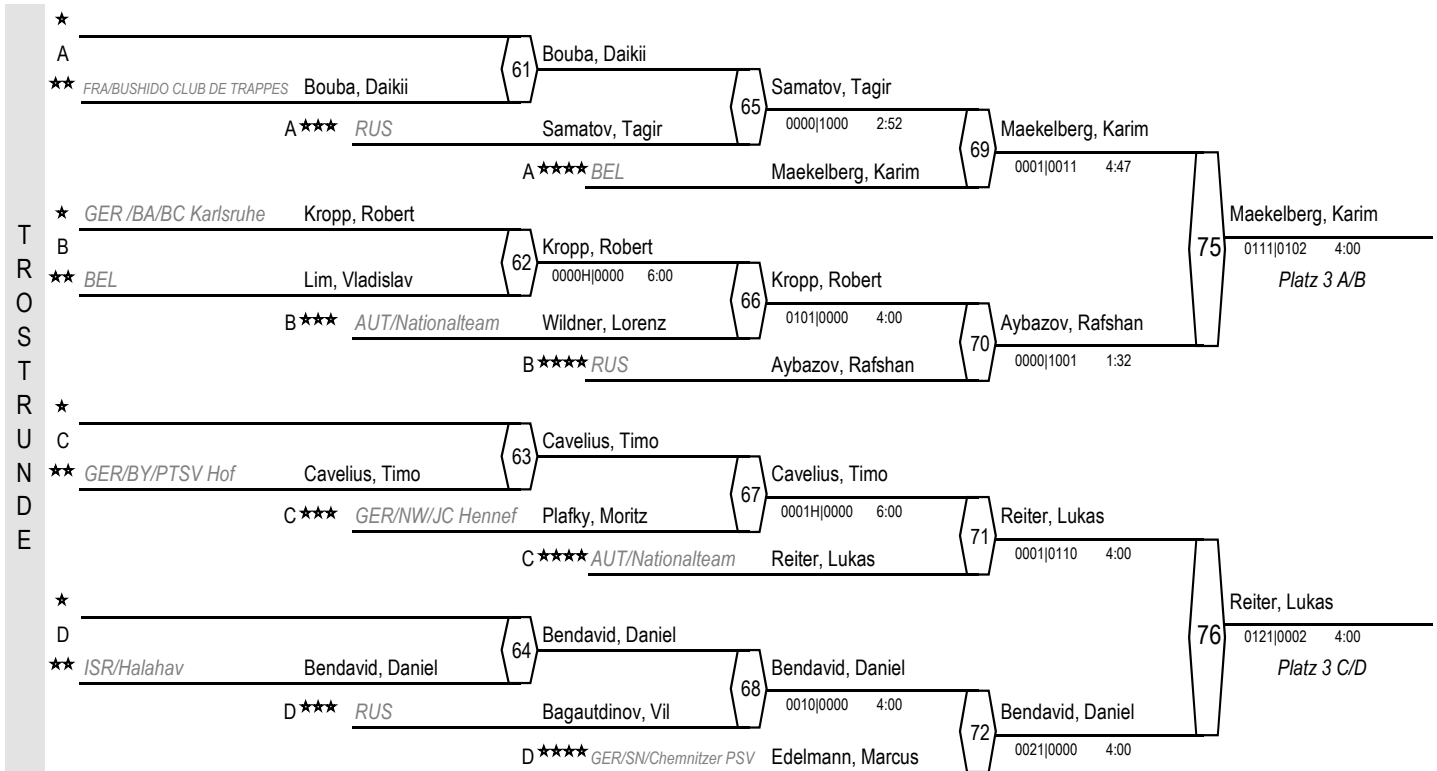 TROSTRUNDE
★
A
61 Bouba, Daikii
★★ FRA/BUSHIDO CLUB DE TRAPPES Bouba, Daikii
65 Samatov, Tagir
0000|1000 2:52
A★★★ RUS Samatov, Tagir
69 Maekelberg, Karim
0001|0011 4:47
A★★★★ BEL Maekelberg, Karim
★ GER /BA/BC Karlsruhe Kropp, Robert
75 Maekelberg, Karim
0111|0102 4:00
Platz 3 A/B
B
62 Kropp, Robert
0000H|0000 6:00
★★ BEL Lim, Vladislav
66 Kropp, Robert
0101|0000 4:00
B★★★ AUT/Nationalteam Wildner, Lorenz
70 Aybazov, Rafshan
0000|1001 1:32
B★★★★ RUS Aybazov, Rafshan
★
C
63 Cavelius, Timo
★★ GER/BY/PTSV Hof Cavelius, Timo
67 Cavelius, Timo
0001H|0000 6:00
C★★★ GER/NW/JC Hennef Plafky, Moritz
71 Reiter, Lukas
0001|0110 4:00
C★★★★ AUT/Nationalteam Reiter, Lukas
★
76 Reiter, Lukas
0121|0002 4:00
Platz 3 C/D
D
64 Bendavid, Daniel
★★ ISR/Halahav Bendavid, Daniel
68 Bendavid, Daniel
0010|0000 4:00
D★★★ RUS Bagautdinov, Vil
72 Bendavid, Daniel
0021|0000 4:00
D★★★★ GER/SN/Chemnitzer PSV Edelmann, Marcus